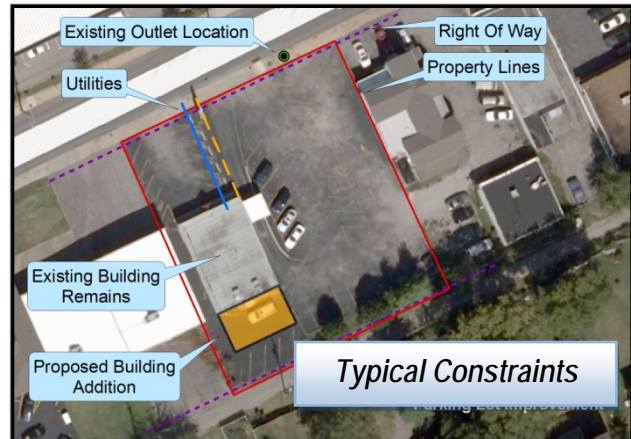 Existing Outlet Location
Right Of Way
Utilities
Property Lines
Existing Building
Remains
Proposed Building
Addition
Typical Constraints
Parking Lot Improvement